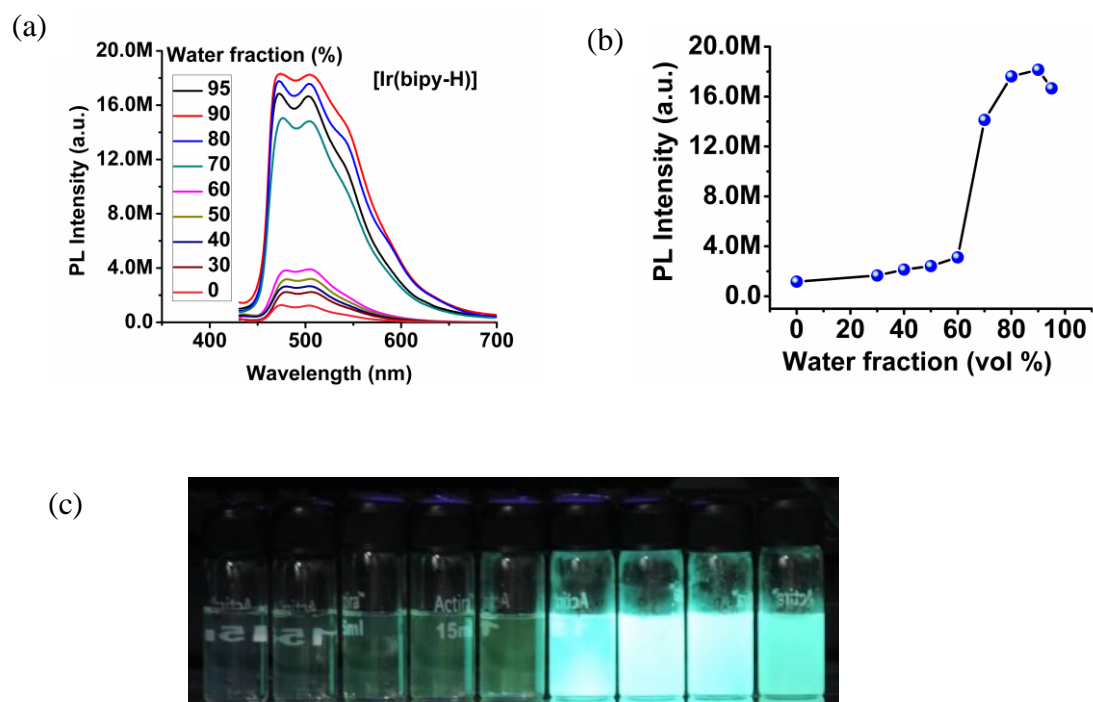 (a)
20.0M
16.0M
12.0M
8.0M
4.0M
0.0
PL Intensity (a.u.)
Water fraction (%)
95
90
80
70
60
50
40
30
0
[Ir(bipy-H)]
400 500 600 700
Wavelength (nm)
(b)
20.0M
16.0M
12.0M
8.0M
4.0M
0.0
PL Intensity (a.u.)
0 20 40 60 80 100
Water fraction (vol %)
(c)
Actira
15ml